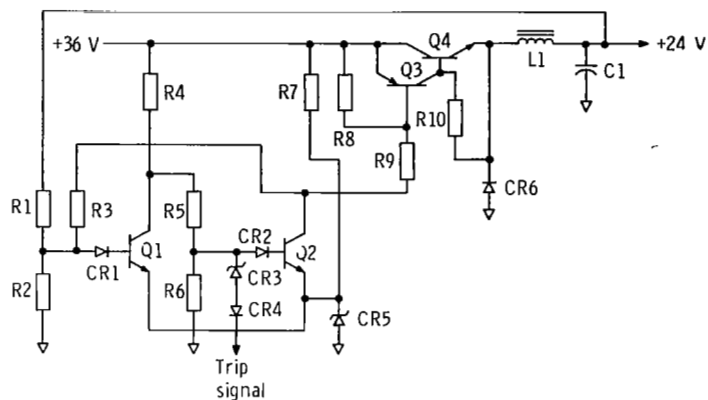 +36 V
Q4
+24 V
L1
Q3
C1
R4
R7
R8
R10
R9
CR6
R1
R3
R5
CR2
Q1
Q2
CR1
CR3
R2
R6
CR4
CR5
Trip
signal